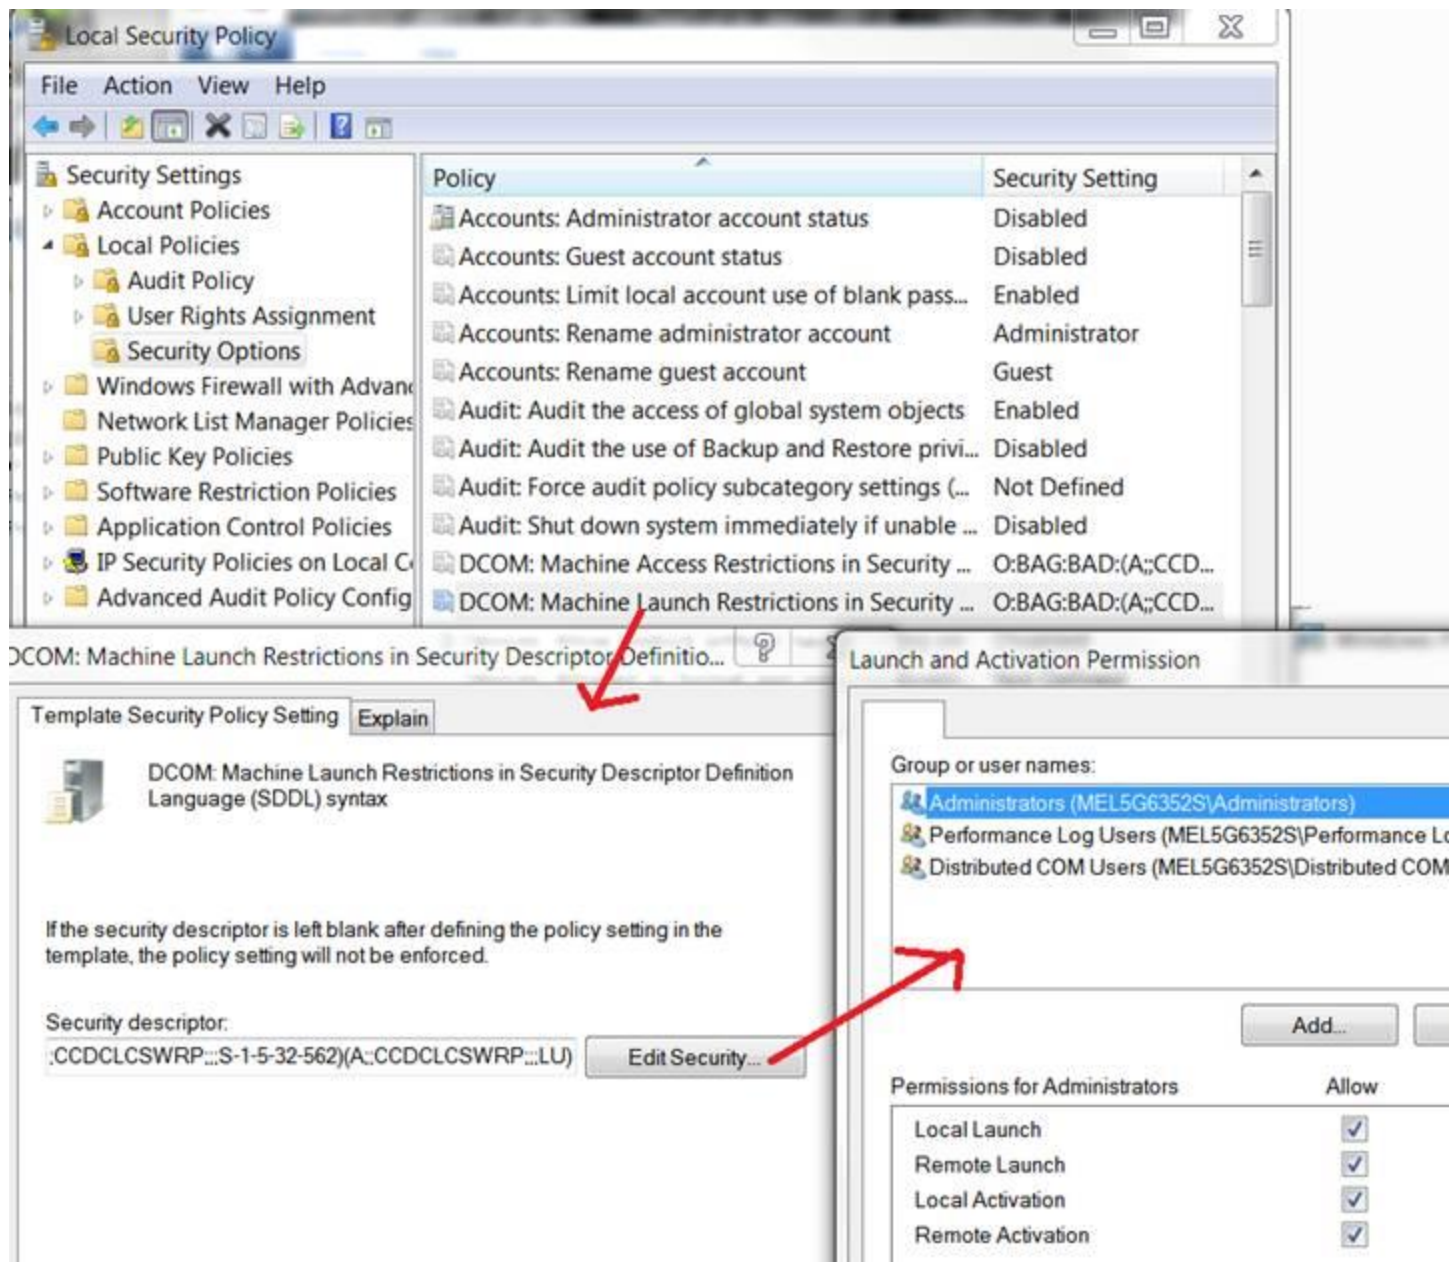 Local Security Policy
File Action View Help
Security Settings
Account Policies
Local Policies
Audit Policy
User Rights Assignment
Security Options
Windows Firewall with Advan
Network List Manager Policies
Public Key Policies
Software Restriction Policies
Application Control Policies
IP Security Policies on Local C
Advanced Audit Policy Config
Policy Security Setting
Accounts: Administrator account status Disabled
Accounts: Guest account status Disabled
Accounts: Limit local account use of blank pass... Enabled
Accounts: Rename administrator account Administrator
Accounts: Rename guest account Guest
Audit: Audit the access of global system objects Enabled
Audit: Audit the use of Backup and Restore privi... Disabled
Audit: Force audit policy subcategory settings (... Not Defined
Audit: Shut down system immediately if unable ... Disabled
DCOM: Machine Access Restrictions in Security ... O:BAG:BAD:(A;;CCD...
DCOM: Machine Launch Restrictions in Security ... O:BAG:BAD:(A;;CCD...
DCOM: Machine Launch Restrictions in Security Descriptor Definitio...
Template Security Policy Setting Explain
DCOM: Machine Launch Restrictions in Security Descriptor Definition
Language (SDDL) syntax
If the security descriptor is left blank after defining the policy setting in the
template, the policy setting will not be enforced.
Security descriptor:
;CCDCLCSWRP;;;S-1-5-32-562)(A;;CCDCLCSWRP;;;LU)
Edit Security...
Launch and Activation Permission
Group or user names:
Administrators (MEL5G6352S\Administrators)
Performance Log Users (MEL5G6352S\Performance Lo
Distributed COM Users (MEL5G6352S\Distributed COM
Add...
Permissions for Administrators Allow
Local Launch
Remote Launch
Local Activation
Remote Activation